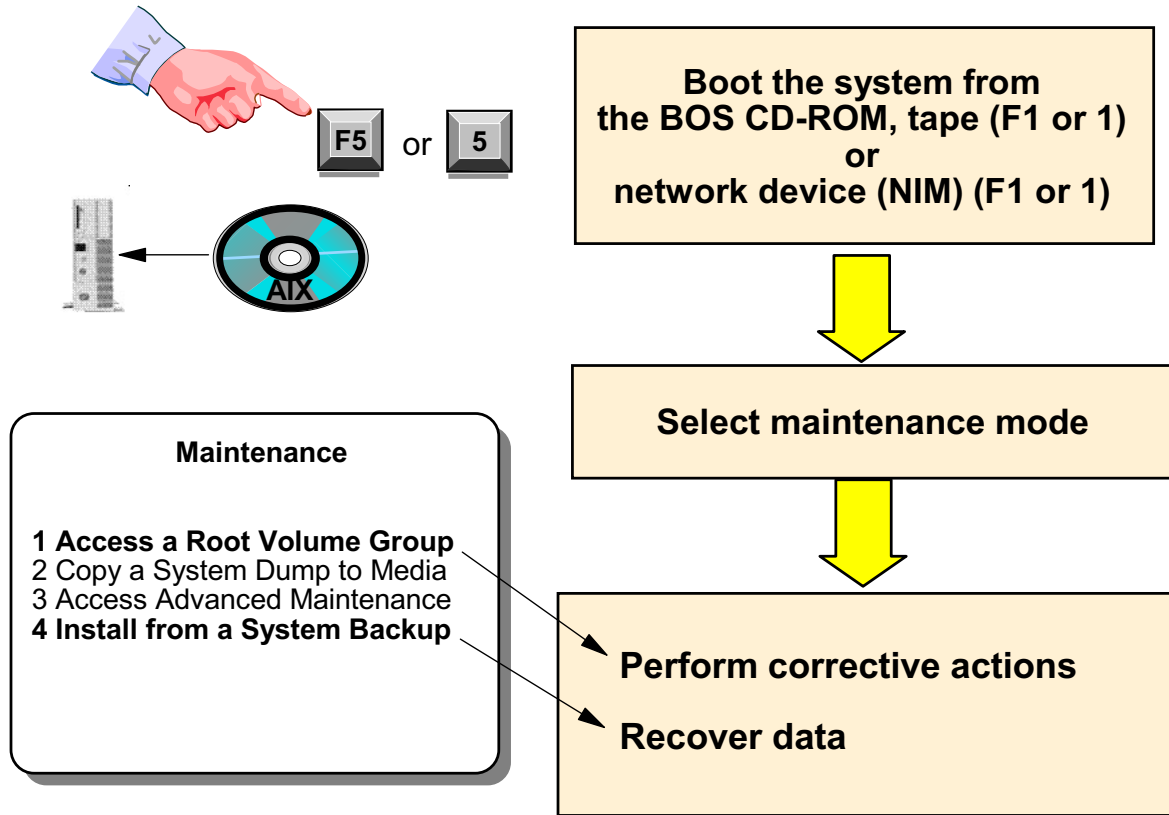 F5 or 5
AIX
Boot the system from
the BOS CD-ROM, tape (F1 or 1)
or
network device (NIM) (F1 or 1)
Select maintenance mode
Maintenance
1 Access a Root Volume Group
2 Copy a System Dump to Media
3 Access Advanced Maintenance
4 Install from a System Backup
Perform corrective actions
Recover data